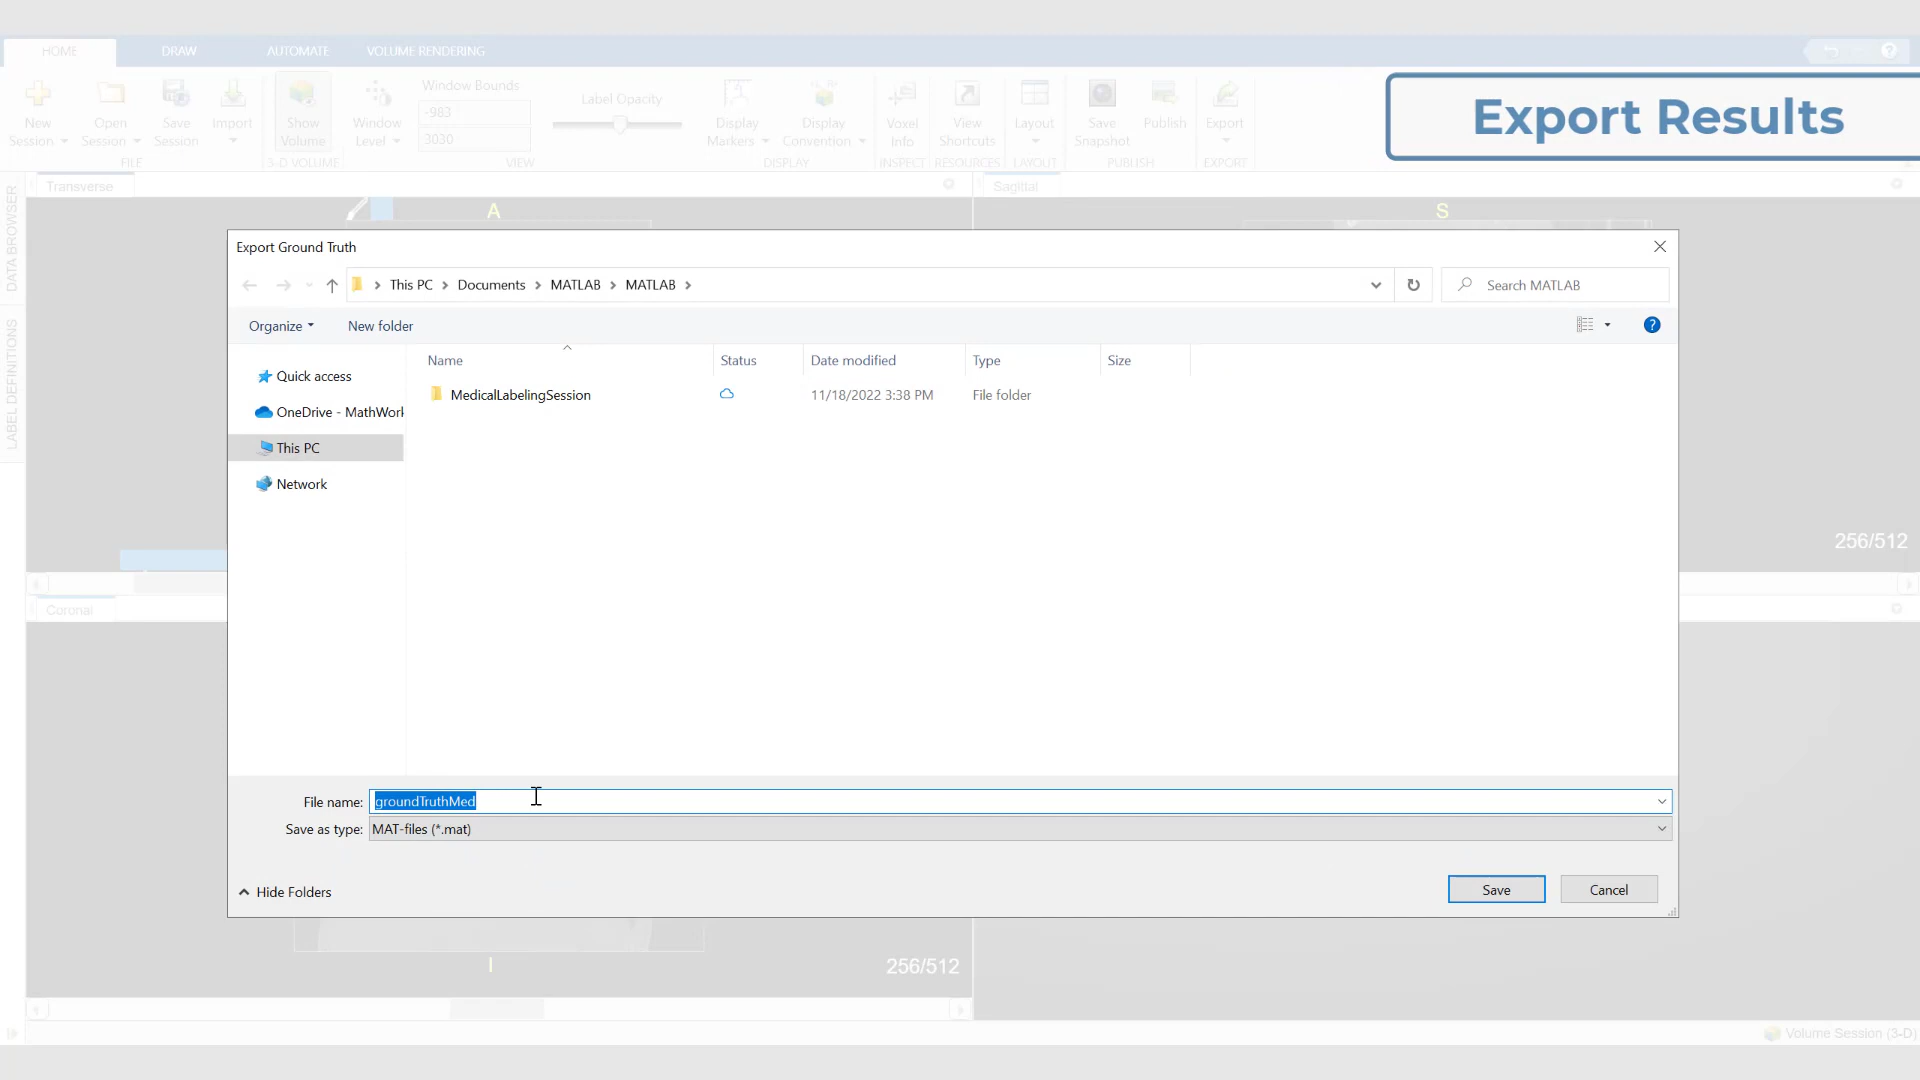 HOME DRAW AUTOMATE VOLUME RENDERING
New Session
Open Session
Save Session
Import
Show Volume
Window Level
Window Bounds
-983
3030
Label Opacity
Display Markers
Display Convention
Voxel Info
View Shortcuts
Layout
Save Snapshot
Publish
Export
FILE 3-D VOLUME VIEW DISPLAY INSPECT RESOURCES LAYOUT PUBLISH EXPORT
Export Results
DATA BROWSER
LABEL DEFINITIONS
Transverse
Sagittal
A
S
Export Ground Truth
This PC Documents MATLAB MATLAB
Search MATLAB
Organize New folder
?
Name Status Date modified Type Size
Quick access
OneDrive - MathWork
This PC
Network
MedicalLabelingSession 11/18/2022 3:38 PM File folder
256/512
Coronal
File name: groundTruthMed
Save as type: MAT-files (*.mat)
Hide Folders
Save
Cancel
I
256/512
Volume Session (3-D)